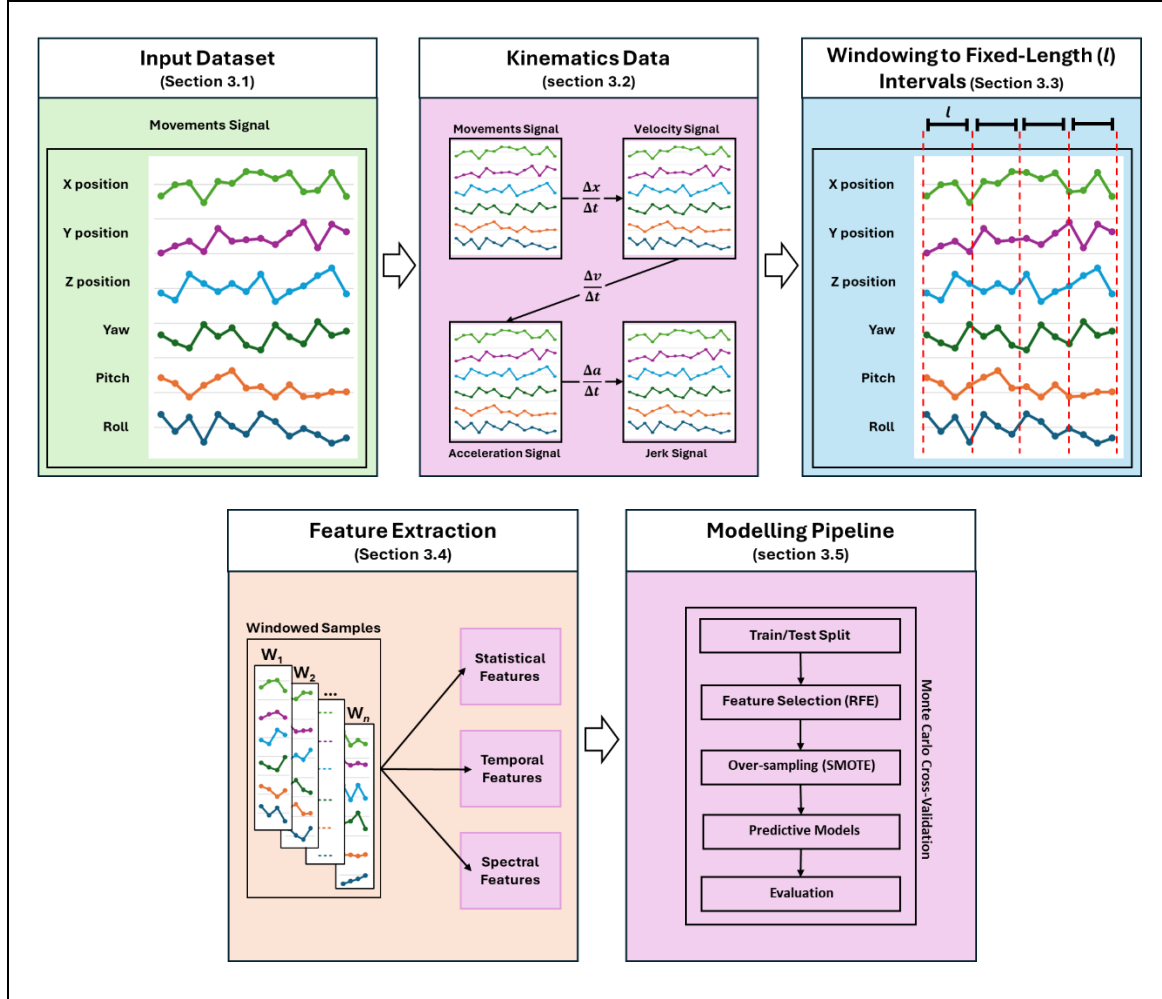 Input Dataset
(Section 3.1)
Movements Signal
X position
Y position
Z position
Yaw
Pitch
Roll
Kinematics Data
(section 3.2)
Movements Signal
Velocity Signal
Δx
Δt
Δv
Δt
Δa
Δt
Acceleration Signal
Jerk Signal
Windowing to Fixed-Length (l)
Intervals (Section 3.3)
l
X position
Y position
Z position
Yaw
Pitch
Roll
Feature Extraction
(Section 3.4)
Windowed Samples
W1
W2
...
Wn
Statistical
Features
Temporal
Features
Spectral
Features
Modelling Pipeline
(section 3.5)
Train/Test Split
Feature Selection (RFE)
Over-sampling (SMOTE)
Predictive Models
Evaluation
Monte Carlo Cross-Validation